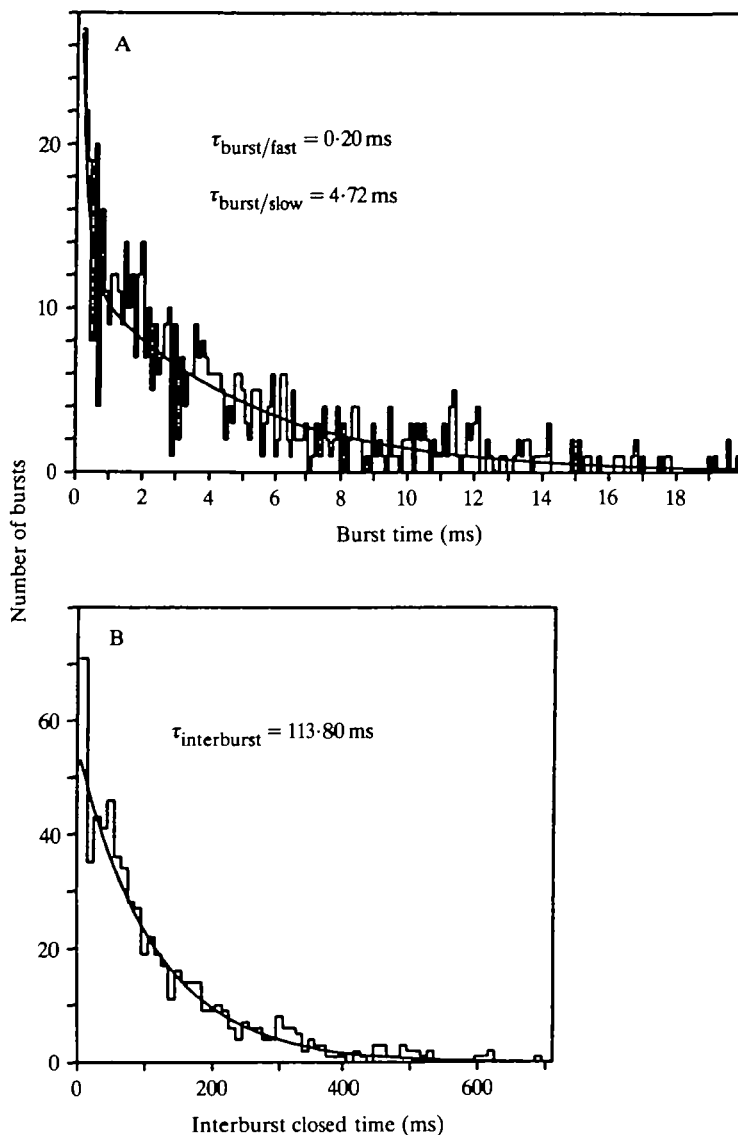 A
20
10
0
τburst/fast = 0·20 ms
τburst/slow = 4·72 ms
0 2 4 6 8 10 12 14 16 18
Burst time (ms)
Number of bursts
B
60
40
20
0
τinterburst = 113·80 ms
0 200 400 600
Interburst closed time (ms)